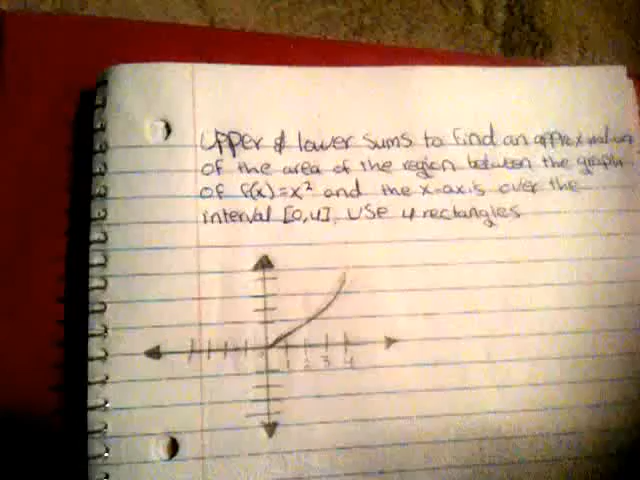 Upper & lower sums to find an approximation
of the area of the region between the graph
of f(x)=x² and the x-axis over the
interval [0,4]. Use 4 rectangles
1 2 3 4